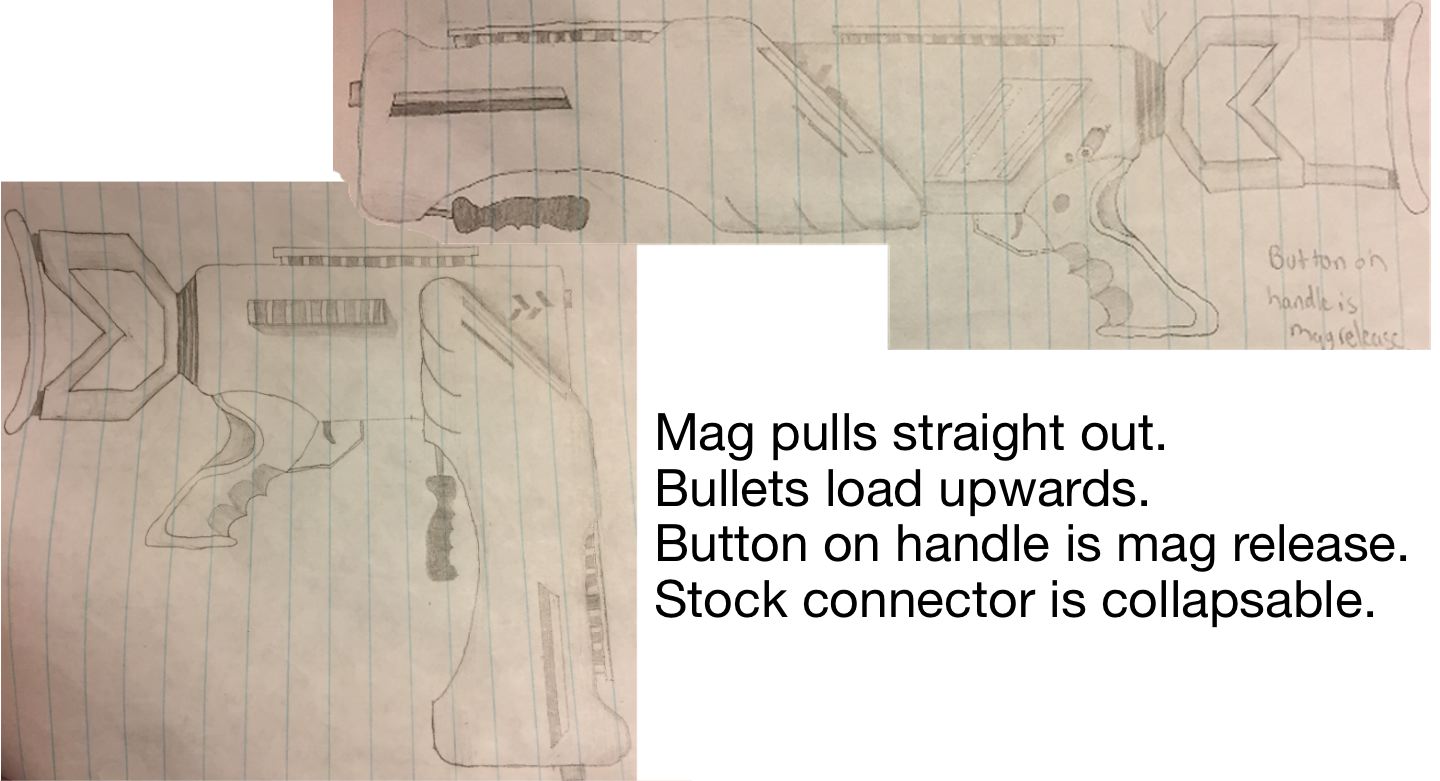 Button on
handle is
mag release
Mag pulls straight out.
Bullets load upwards.
Button on handle is mag release.
Stock connector is collapsable.